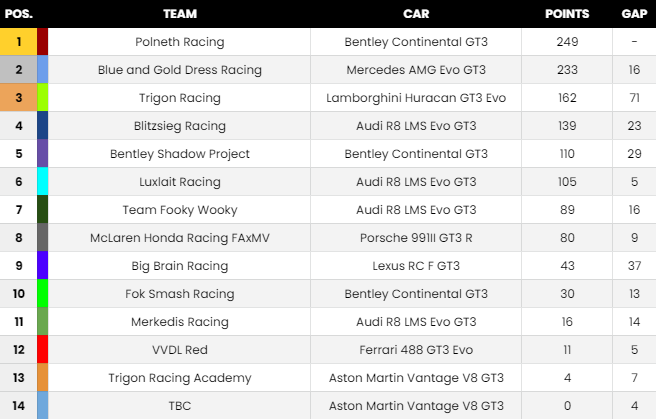 POS. TEAM CAR POINTS GAP
1 Polneth Racing Bentley Continental GT3 249 -
2 Blue and Gold Dress Racing Mercedes AMG Evo GT3 233 16
3 Trigon Racing Lamborghini Huracan GT3 Evo 162 71
4 Blitzsieg Racing Audi R8 LMS Evo GT3 139 23
5 Bentley Shadow Project Bentley Continental GT3 110 29
6 Luxlait Racing Audi R8 LMS Evo GT3 105 5
7 Team Fooky Wooky Audi R8 LMS Evo GT3 89 16
8 McLaren Honda Racing FAxMV Porsche 991II GT3 R 80 9
9 Big Brain Racing Lexus RC F GT3 43 37
10 Fok Smash Racing Bentley Continental GT3 30 13
11 Merkedis Racing Audi R8 LMS Evo GT3 16 14
12 VVDL Red Ferrari 488 GT3 Evo 11 5
13 Trigon Racing Academy Aston Martin Vantage V8 GT3 4 7
14 TBC Aston Martin Vantage V8 GT3 0 4